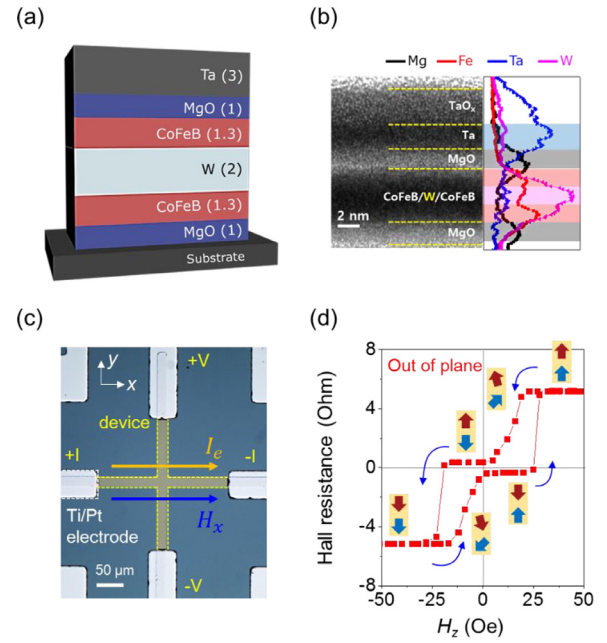 (a)
Ta (3)
MgO (1)
CoFeB (1.3)
W (2)
CoFeB (1.3)
MgO (1)
Substrate
(b)
Mg Fe Ta W
TaOx
Ta
MgO
CoFeB/W/CoFeB
2 nm
MgO
(c)
y
x
+V
device
+I
Ie
-I
Hx
Ti/Pt
electrode
50 μm
-V
(d)
Out of plane
Hall resistance (Ohm)
8
4
0
-4
-8
-50 -25 0 25 50
Hz (Oe)